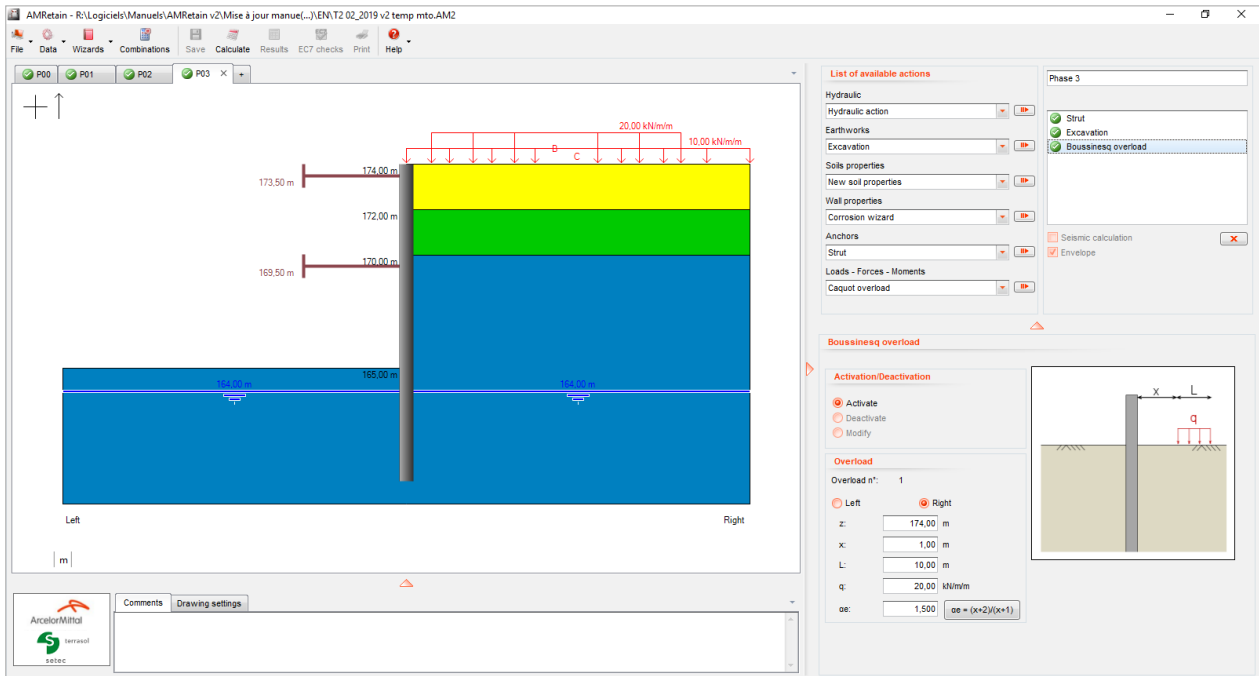 AMRetain - R:\Logiciels\Manuels\AMRetain v2\Mise à jour manue(...)\EN\T2 02_2019 v2 temp mto.AM2
File Data Wizards Combinations Save Calculate Results EC7 checks Print Help
P00 P01 P02 P03 +
20,00 kN/m/m
B
10,00 kN/m/m
C
174,00 m
173,50 m
172,00 m
170,00 m
169,50 m
165,00 m
164,00 m 164,00 m
Left Right
m
ArcelorMittal
terrasol
setec
Comments Drawing settings
List of available actions
Hydraulic
Hydraulic action
Earthworks
Excavation
Soils properties
New soil properties
Wall properties
Corrosion wizard
Anchors
Strut
Loads - Forces - Moments
Caquot overload
Phase 3
Strut
Excavation
Boussinesq overload
Seismic calculation
Envelope
Boussinesq overload
Activation/Deactivation
Activate
Deactivate
Modify
Overload
Overload n°: 1
Left Right
z: 174,00 m
x: 1,00 m
L: 10,00 m
q: 20,00 kN/m/m
αe: 1,500 αe = (x+2)/(x+1)
x L
q